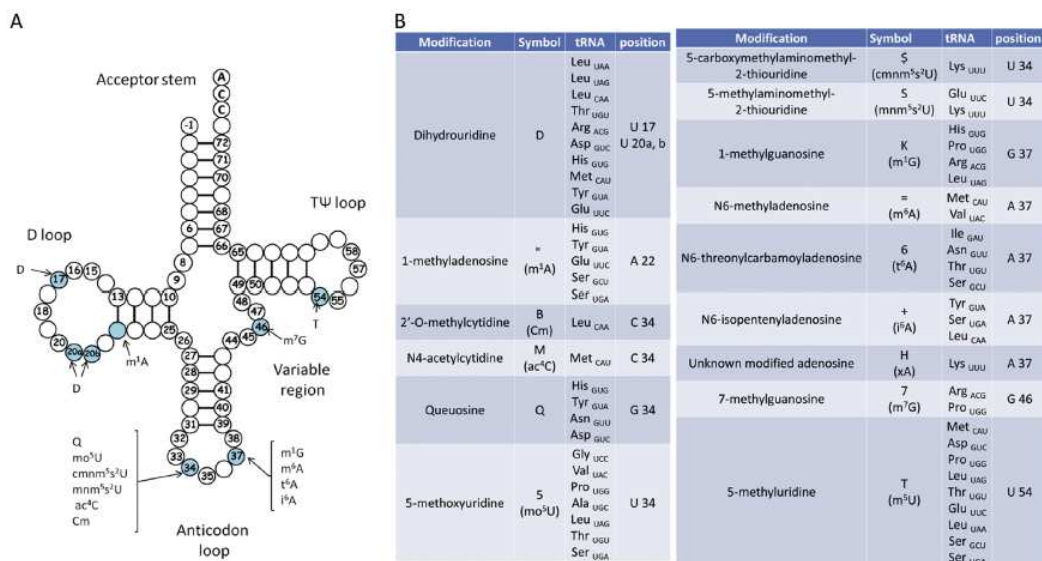 A
Acceptor stem
A
C
C
-1
72
71
70
68
67
66
6
8
9
TΨ loop
65
49
50
48
47
46
45
44
58
57
55
54
T
m⁷G
Variable
region
D loop
D
17
16
15
13
10
18
20
20a
20b
D
m¹A
25
26
27
28
29
31
41
40
39
32
33
34
35
37
38
Q
mo⁵U
cmnm⁵s²U
mnm⁵s²U
ac⁴C
Cm
m¹G
m⁶A
t⁶A
i⁶A
Anticodon
loop
B
Modification Symbol tRNA position
Dihydrouridine D U 17
U 20a, b
Leu UAA
Leu UAG
Leu CAA
Thr UGU
Arg ACG
Asp GUC
His GUG
Met CAU
Tyr GUA
Glu UUC
1-methyladenosine "
(m¹A) A 22
His GUG
Tyr GUA
Glu UUC
Ser GCU
Ser UGA
2'-O-methylcytidine B
(Cm) Leu CAA C 34
N4-acetylcytidine M
(ac⁴C) Met CAU C 34
Queuosine Q G 34
His GUG
Tyr GUA
Asn GUU
Asp GUC
5-methoxyuridine 5
(mo⁵U) U 34
Gly UCC
Val UAC
Pro UGG
Ala UGC
Leu UAG
Thr UGU
Ser UGA
Modification Symbol tRNA position
5-carboxymethylaminomethyl-
2-thiouridine $
(cmnm⁵s²U) Lys UUU U 34
5-methylaminomethyl-
2-thiouridine S
(mnm⁵s²U) U 34
Glu UUC
Lys UUU
1-methylguanosine K
(m¹G) G 37
His GUG
Pro UGG
Arg ACG
Leu UAG
N6-methyladenosine =
(m⁶A) A 37
Met CAU
Val UAC
N6-threonylcarbamoyladenosine 6
(t⁶A) A 37
Ile GAU
Asn GUU
Thr UGU
Ser GCU
N6-isopentenyladenosine +
(i⁶A) A 37
Tyr GUA
Ser UGA
Leu CAA
Unknown modified adenosine H
(xA) Lys UUU A 37
7-methylguanosine 7
(m⁷G) G 46
Arg ACG
Pro UGG
5-methyluridine T
(m⁵U) U 54
Met CAU
Asp GUC
Pro UGG
Leu UAG
Thr UGU
Glu UUC
Leu UAA
Ser GCU
Ser UGA